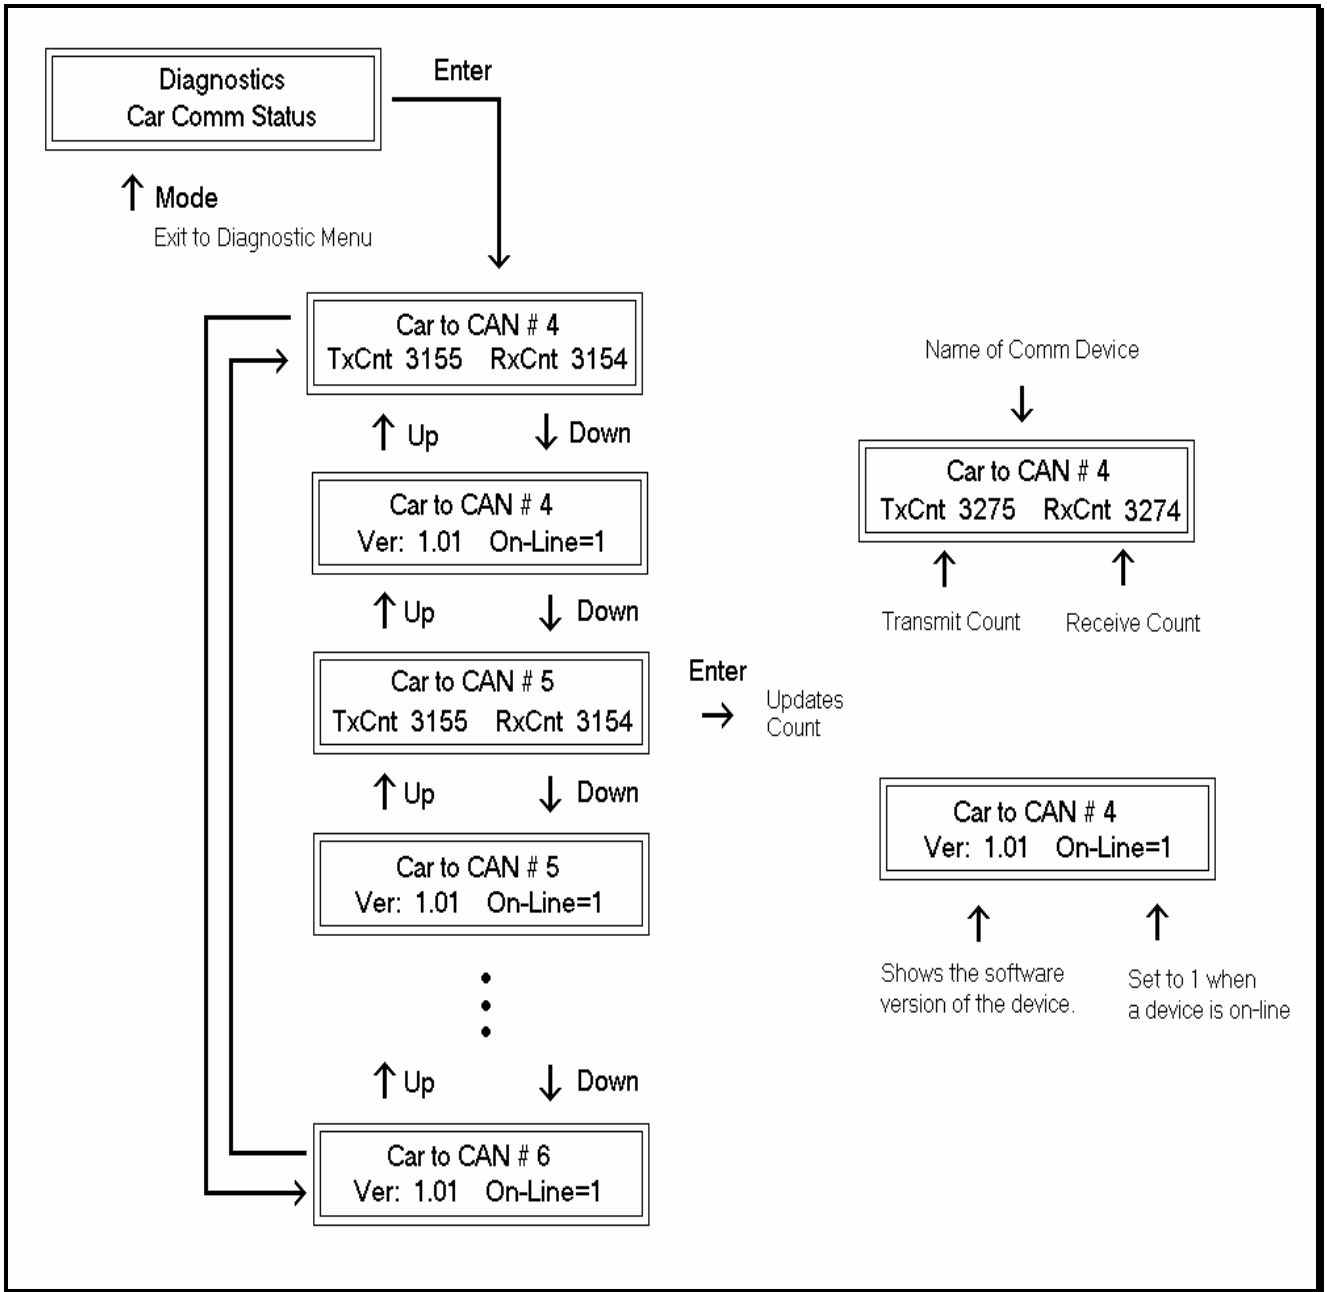 Diagnostics
Car Comm Status
Enter
Mode
Exit to Diagnostic Menu
Car to CAN # 4
TxCnt 3155 RxCnt 3154
Up
Down
Car to CAN # 4
Ver: 1.01 On-Line=1
Up
Down
Car to CAN # 5
TxCnt 3155 RxCnt 3154
Enter
Updates
Count
Up
Down
Car to CAN # 5
Ver: 1.01 On-Line=1
Up
Down
Car to CAN # 6
Ver: 1.01 On-Line=1
Name of Comm Device
Car to CAN # 4
TxCnt 3275 RxCnt 3274
Transmit Count
Receive Count
Car to CAN # 4
Ver: 1.01 On-Line=1
Shows the software
version of the device.
Set to 1 when
a device is on-line